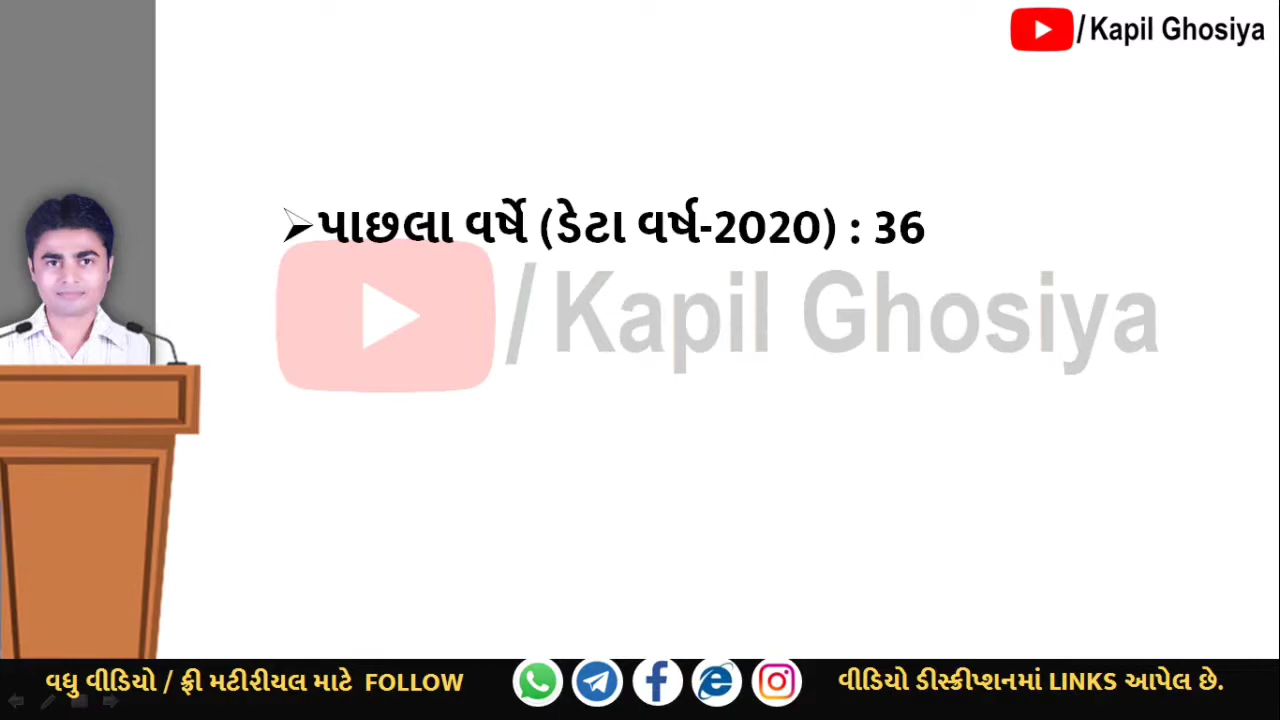 /Kapil Ghosiya
➢પાછલા વર્ષે (ડેટા વર્ષ-2020) : 36
/Kapil Ghosiya
વધુ વીડિયો / ફ્રી મટીરીયલ માટે FOLLOW
વીડિયો ડીસ્ક્રીપ્શનમાં LINKS આપેલ છે.